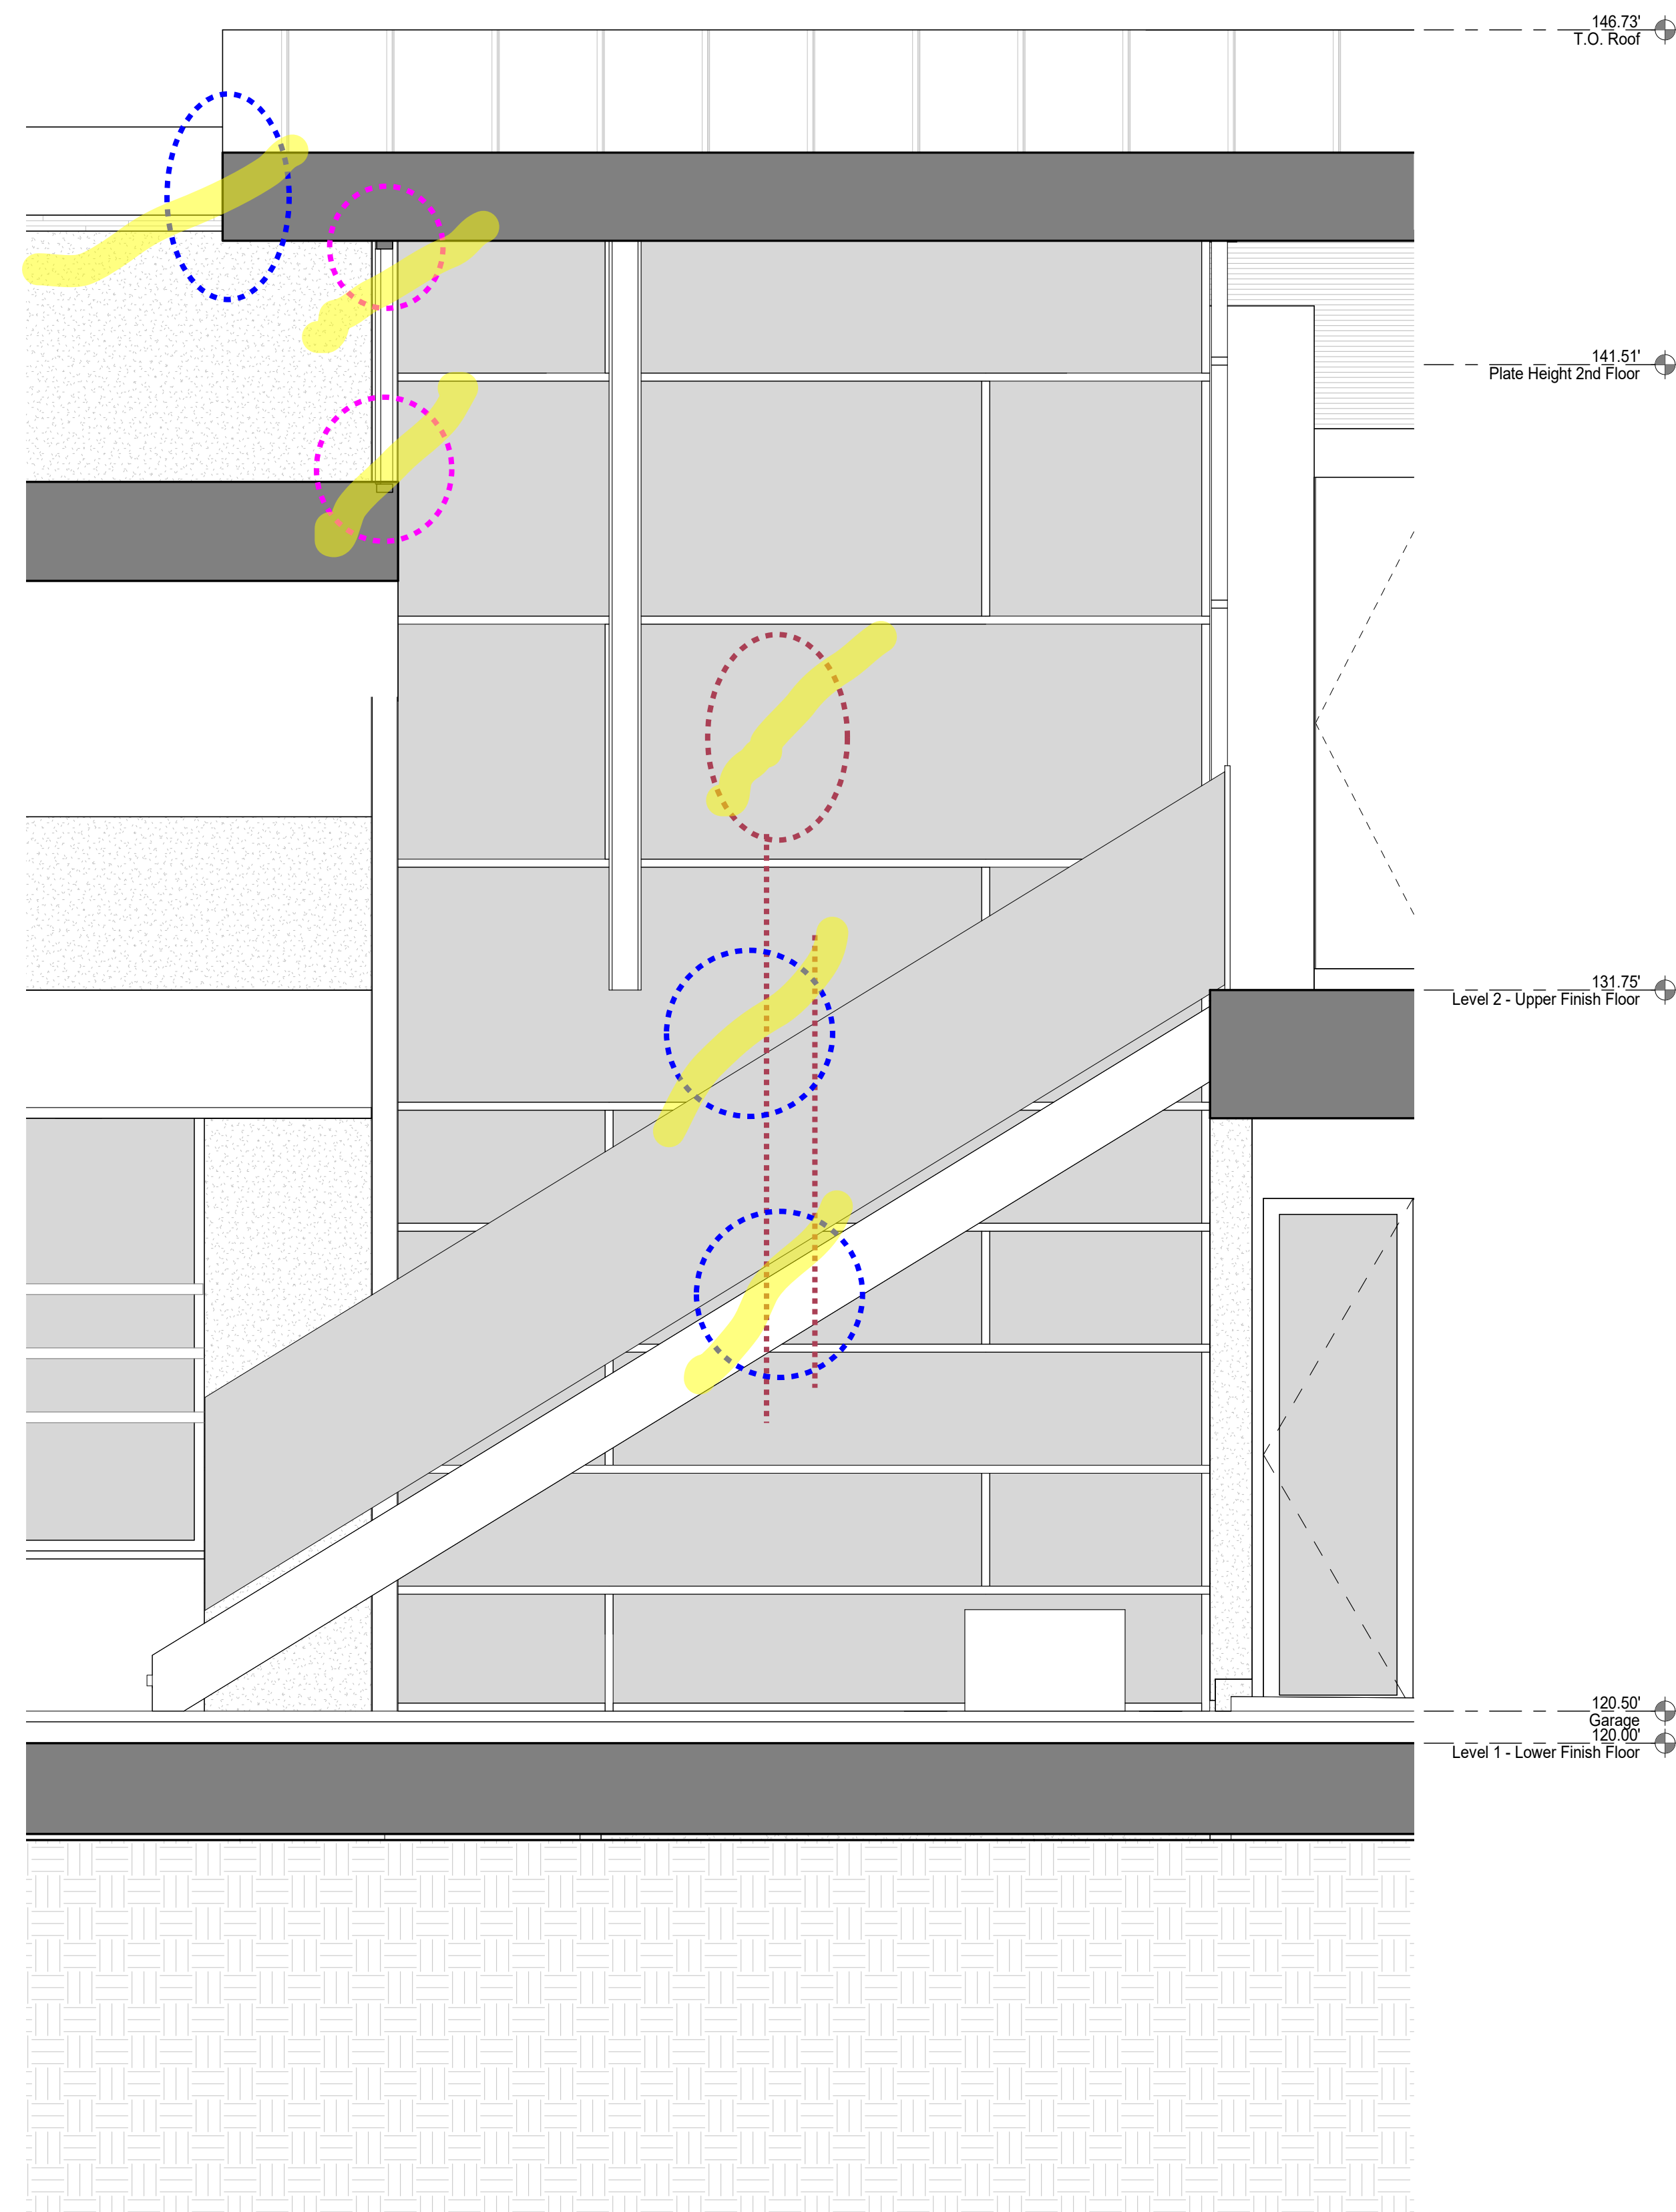 146.73'
T.O. Roof
141.51'
Plate Height 2nd Floor
131.75'
Level 2 - Upper Finish Floor
120.50'
Garage
120.00'
Level 1 - Lower Finish Floor